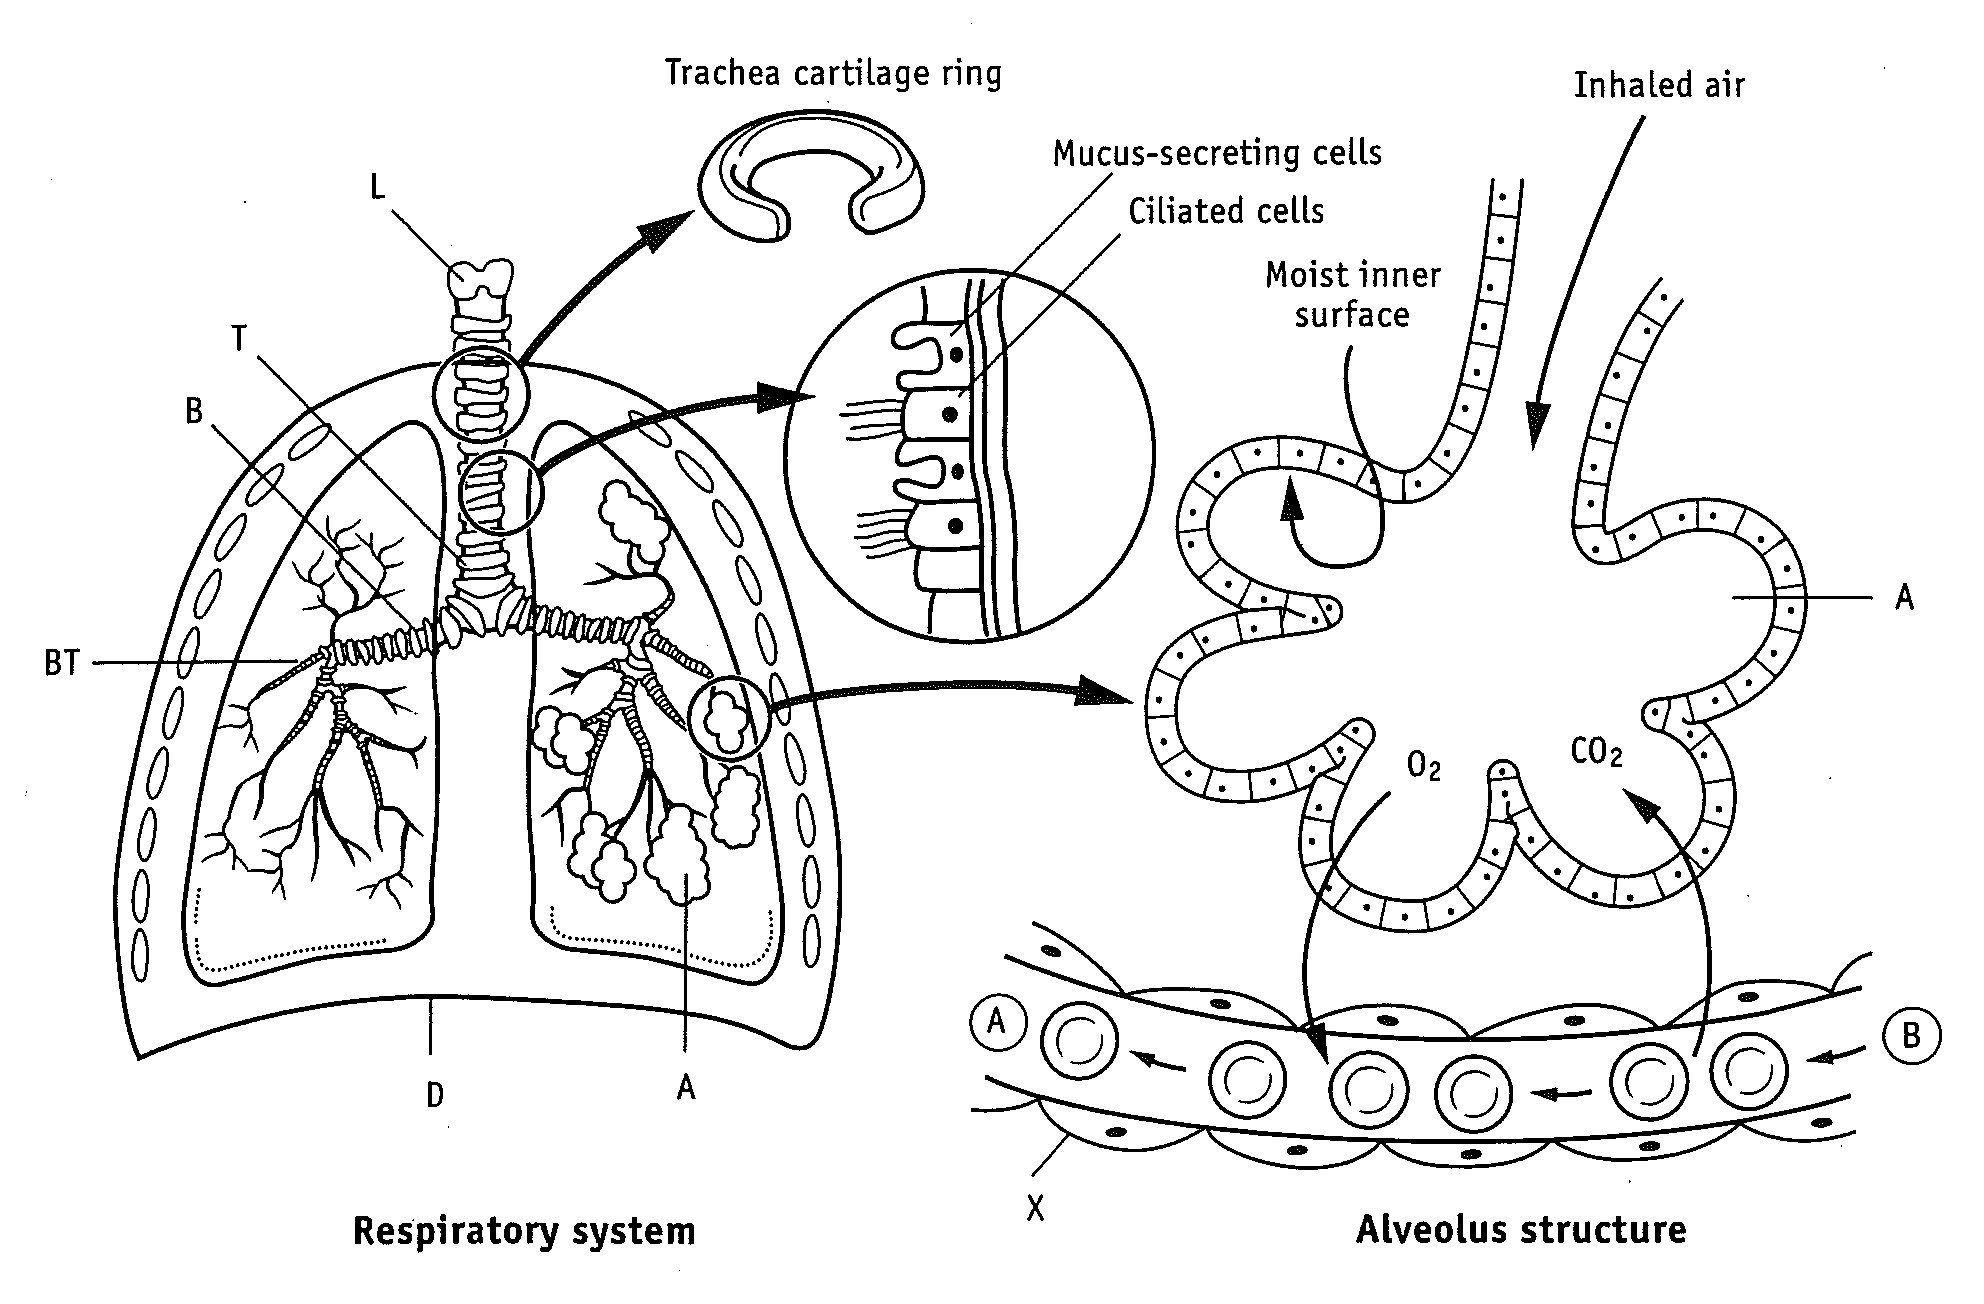 Trachea cartilage ring
Inhaled air
Mucus-secreting cells
L
Ciliated cells
Moist inner
surface
T
B
A
BT
O2
CO2
A
B
D
A
X
Respiratory system
Alveolus structure